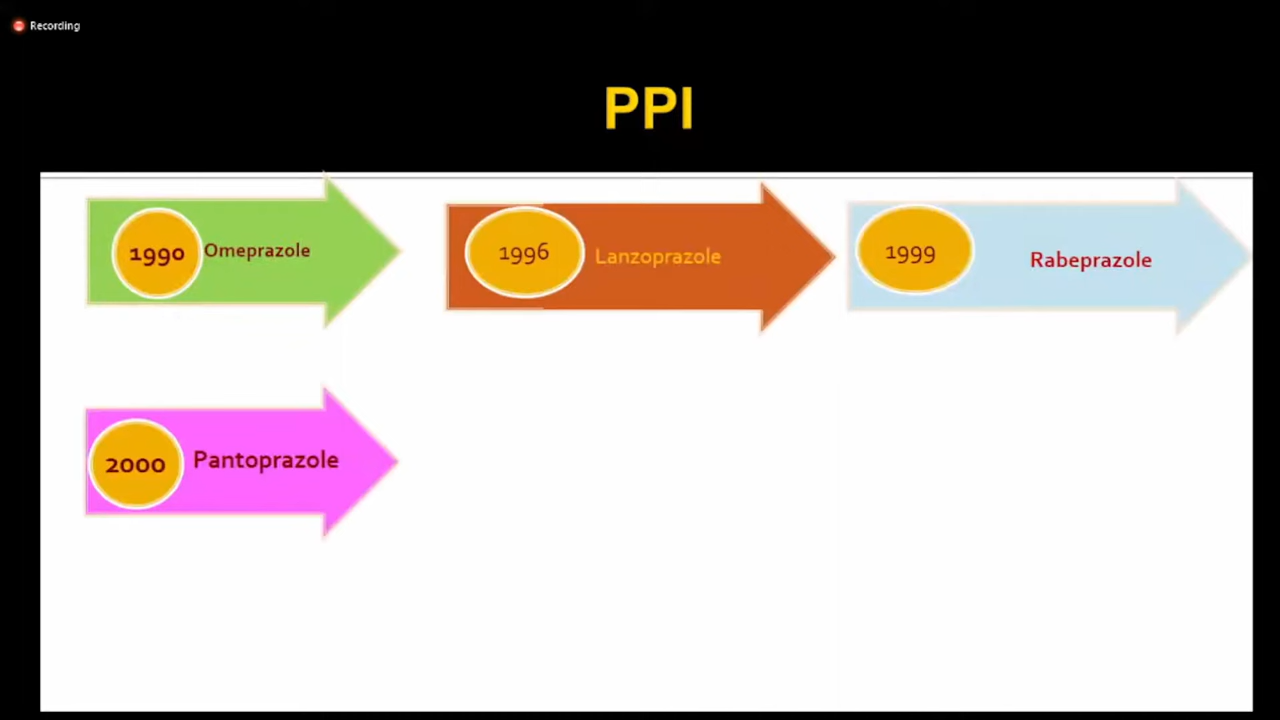 Recording
PPI
1990 Omeprazole
1996 Lanzoprazole
1999 Rabeprazole
2000 Pantoprazole